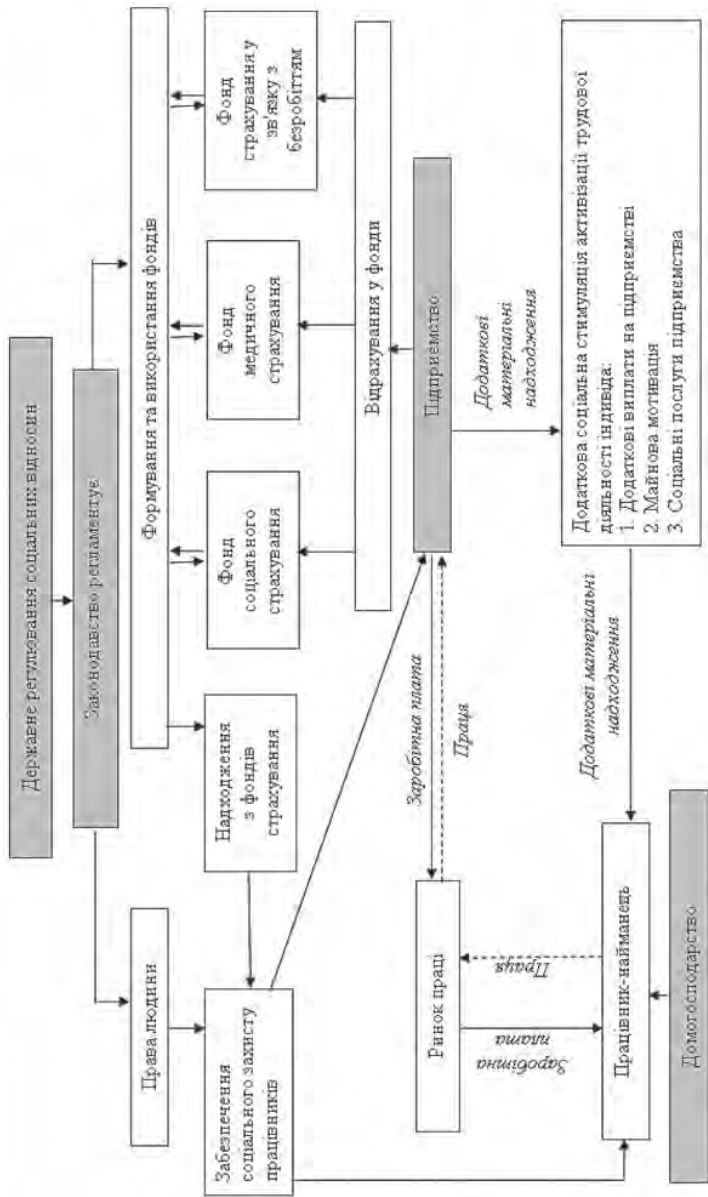 Державне регулювання соціальних відносин
Законодавство регламентує
Права людини
Формування та використання фондів
Забезпечення
соціального захисту
працівників
Надходження
з фондів
страхування
Фонд
соціального
страхування
Фонд
медичного
страхування
Фонд
страхування у
зв'язку з
безробіттям
Відрахування у фонди
Ринок праці
Заробітна плата
Праця
Підприємство
Заробітна
плата
Праця
Додаткові
матеріальні
надходження
Працівник-найманець
Додаткові матеріальні
надходження
Додаткова соціальна стимуляція активізації трудової
діяльності індивіда:
1. Додаткові виплати на підприємстві
2. Майнова мотивація
3. Соціальні послуги підприємства
Домогосподарство